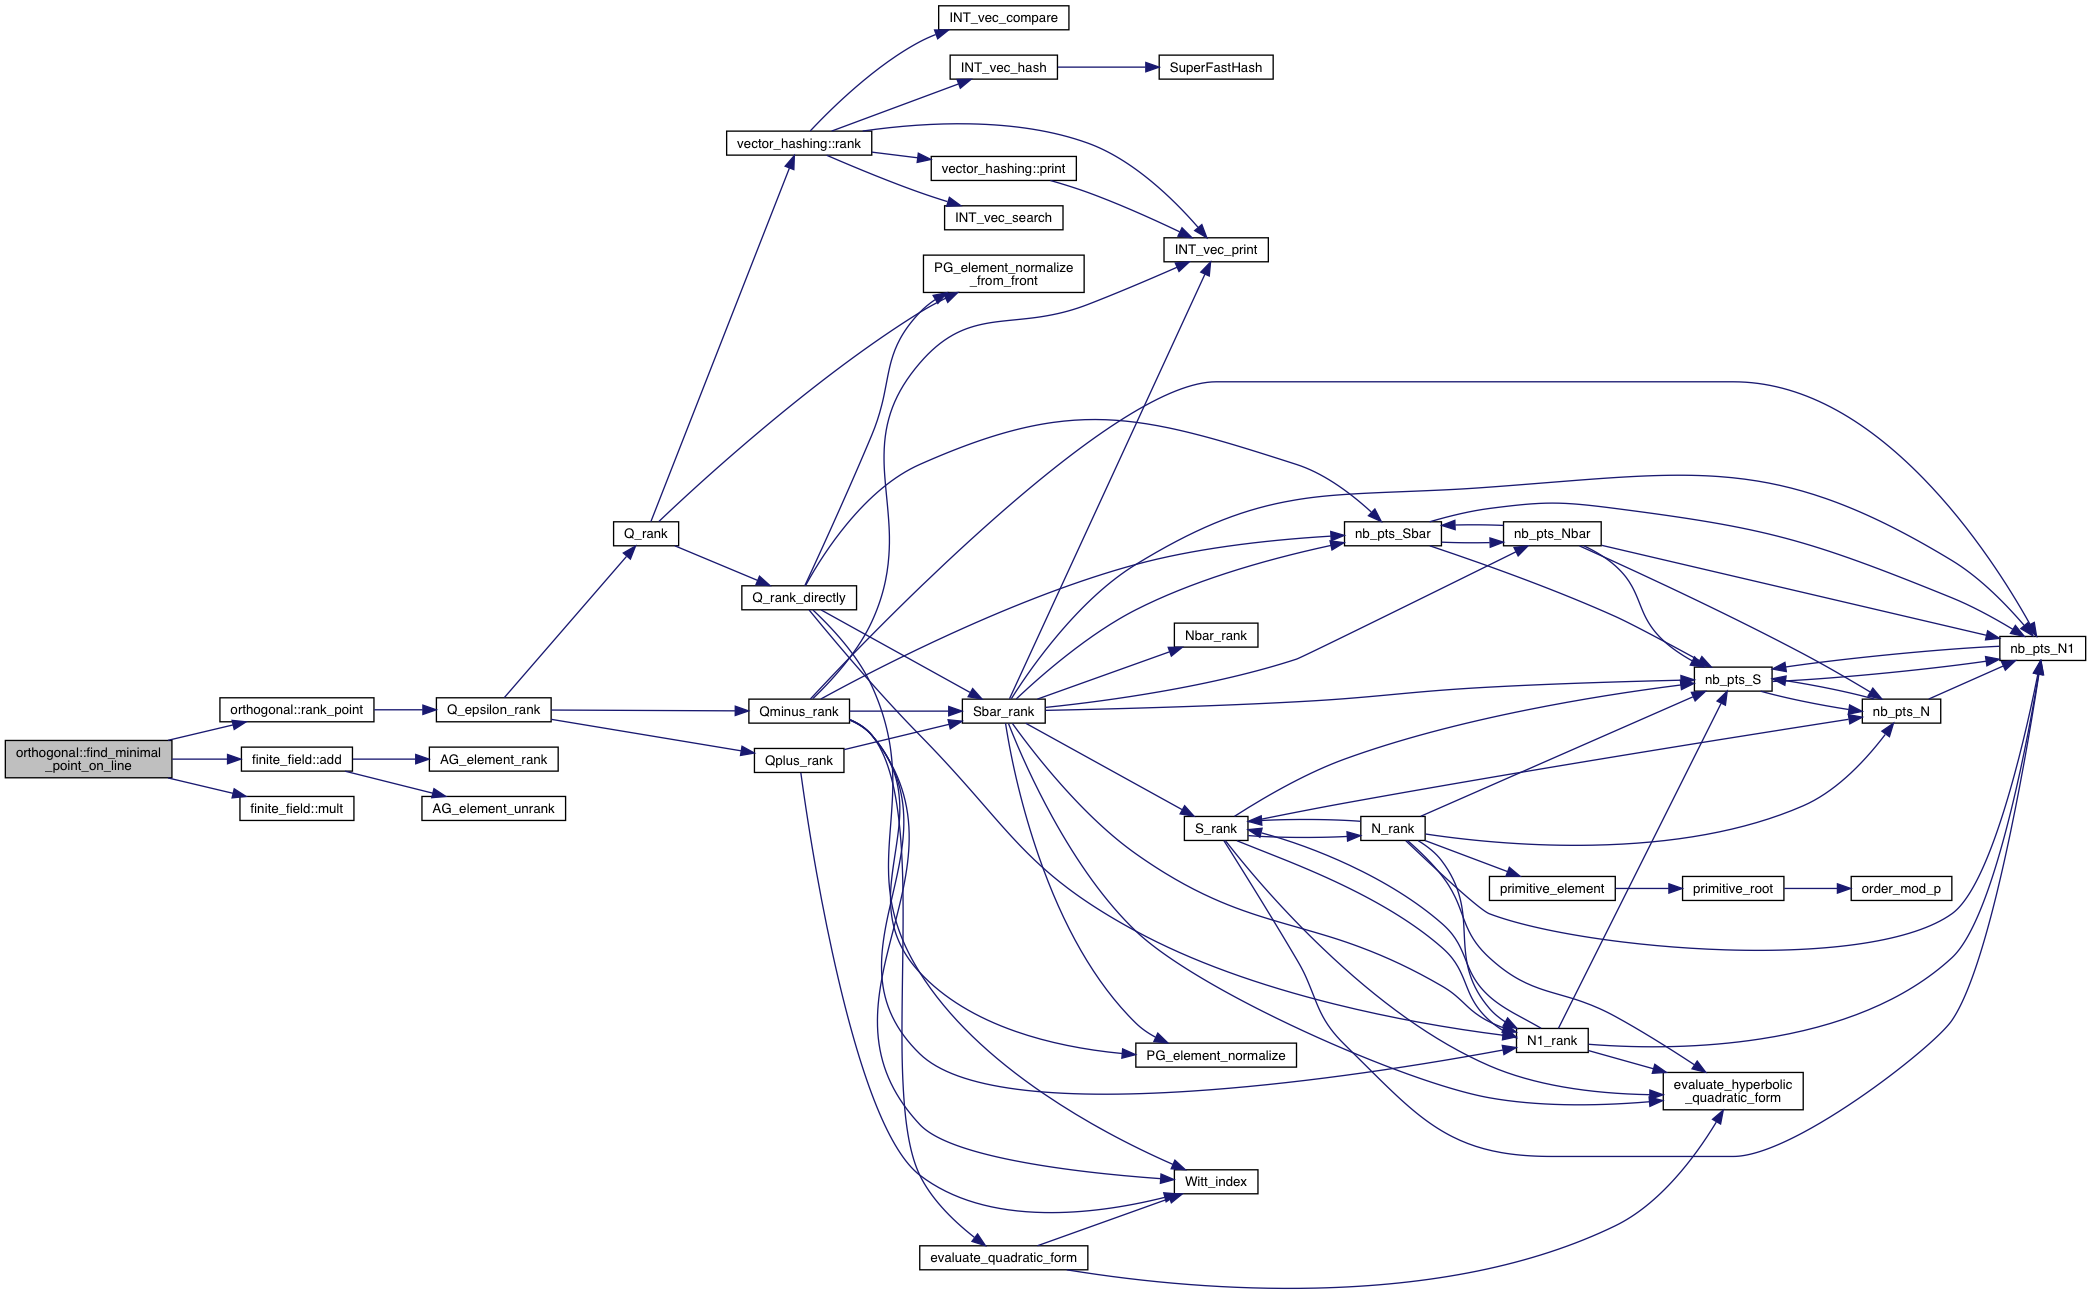 INT_vec_compare
INT_vec_hash
SuperFastHash
vector_hashing::rank
vector_hashing::print
INT_vec_search
INT_vec_print
PG_element_normalize
_from_front
Q_rank
nb_pts_Sbar
nb_pts_Nbar
Q_rank_directly
Nbar_rank
nb_pts_N1
nb_pts_S
orthogonal::rank_point
Q_epsilon_rank
Qminus_rank
Sbar_rank
nb_pts_N
orthogonal::find_minimal
_point_on_line
finite_field::add
AG_element_rank
Qplus_rank
finite_field::mult
AG_element_unrank
S_rank
N_rank
primitive_element
primitive_root
order_mod_p
N1_rank
PG_element_normalize
evaluate_hyperbolic
_quadratic_form
Witt_index
evaluate_quadratic_form